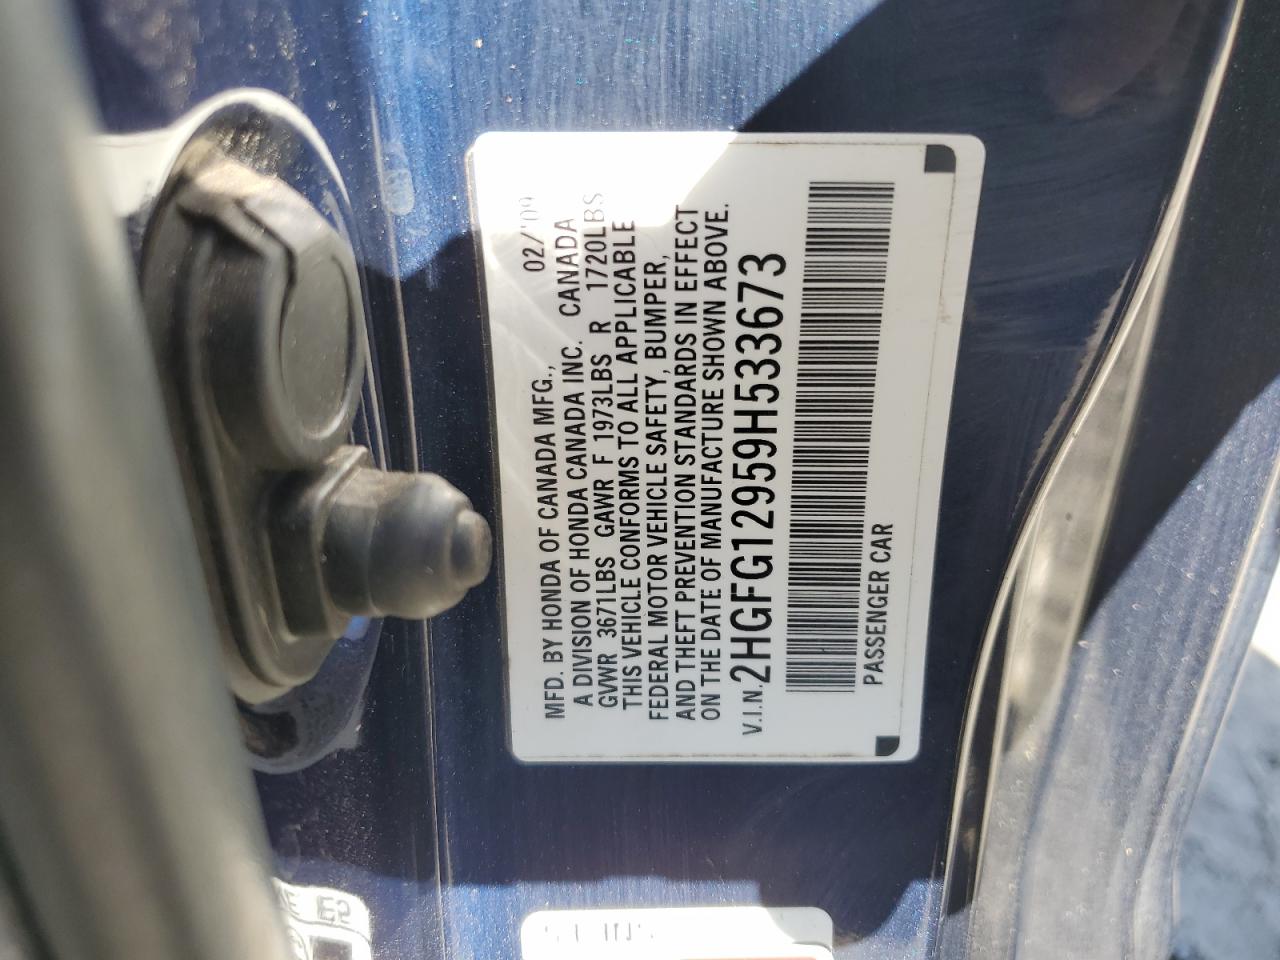 MFD. BY HONDA OF CANADA MFG., 02/'09
A DIVISION OF HONDA CANADA INC. CANADA
GVWR 3671LBS GAWR F 1973LBS R 1720LBS
THIS VEHICLE CONFORMS TO ALL APPLICABLE
FEDERAL MOTOR VEHICLE SAFETY, BUMPER,
AND THEFT PREVENTION STANDARDS IN EFFECT
ON THE DATE OF MANUFACTURE SHOWN ABOVE.
V.I.N. 2HGFG12959H533673
PASSENGER CAR